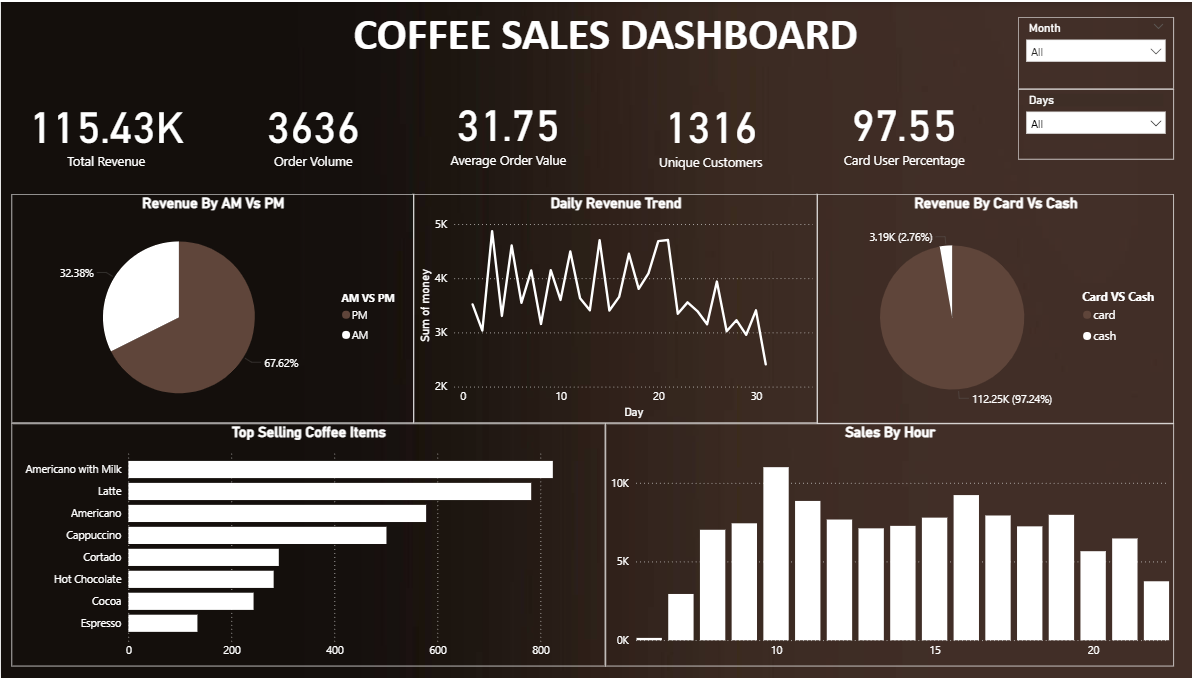 COFFEE SALES DASHBOARD
Month
All
Days
All
115.43K
Total Revenue
3636
Order Volume
31.75
Average Order Value
1316
Unique Customers
97.55
Card User Percentage
Revenue By AM Vs PM
32.38%
67.62%
AM VS PM
PM
AM
Daily Revenue Trend
Sum of money
5K
4K
3K
2K
0
10
20
30
Day
Revenue By Card Vs Cash
3.19K (2.76%)
112.25K (97.24%)
Card VS Cash
card
cash
Top Selling Coffee Items
Americano with Milk
Latte
Americano
Cappuccino
Cortado
Hot Chocolate
Cocoa
Espresso
0
200
400
600
800
Sales By Hour
10K
5K
0K
10
15
20